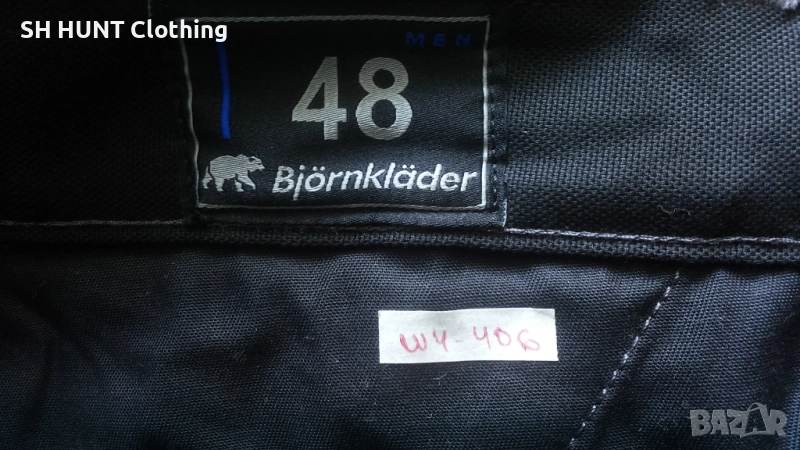 SH HUNT Clothing
MEN
48
Björnkläder
W4-406
BAZAR